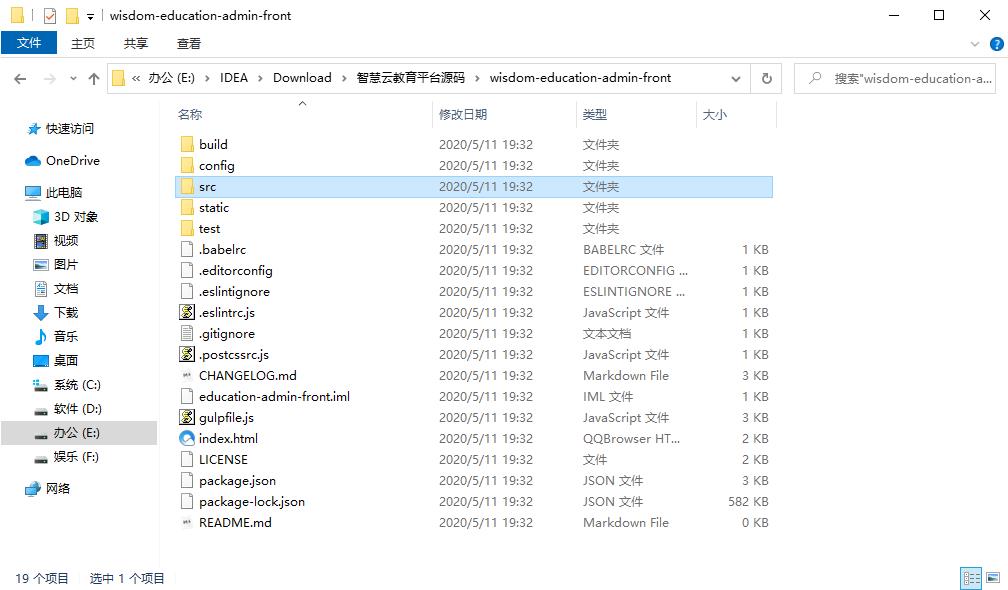 wisdom-education-admin-front
文件 主页 共享 查看
« 办公 (E:) › IDEA › Download › 智慧云教育平台源码 › wisdom-education-admin-front 搜索"wisdom-education-a...
名称 修改日期 类型 大小
快速访问
OneDrive
此电脑
3D 对象
视频
图片
文档
下载
音乐
桌面
系统 (C:)
软件 (D:)
办公 (E:)
娱乐 (F:)
网络
build 2020/5/11 19:32 文件夹
config 2020/5/11 19:32 文件夹
src 2020/5/11 19:32 文件夹
static 2020/5/11 19:32 文件夹
test 2020/5/11 19:32 文件夹
.babelrc 2020/5/11 19:32 BABELRC 文件 1 KB
.editorconfig 2020/5/11 19:32 EDITORCONFIG ... 1 KB
.eslintignore 2020/5/11 19:32 ESLINTIGNORE ... 1 KB
.eslintrc.js 2020/5/11 19:32 JavaScript 文件 1 KB
.gitignore 2020/5/11 19:32 文本文档 1 KB
.postcssrc.js 2020/5/11 19:32 JavaScript 文件 1 KB
CHANGELOG.md 2020/5/11 19:32 Markdown File 3 KB
education-admin-front.iml 2020/5/11 19:32 IML 文件 1 KB
gulpfile.js 2020/5/11 19:32 JavaScript 文件 3 KB
index.html 2020/5/11 19:32 QQBrowser HT... 2 KB
LICENSE 2020/5/11 19:32 文件 2 KB
package.json 2020/5/11 19:32 JSON 文件 3 KB
package-lock.json 2020/5/11 19:32 JSON 文件 582 KB
README.md 2020/5/11 19:32 Markdown File 0 KB
19 个项目 选中 1 个项目